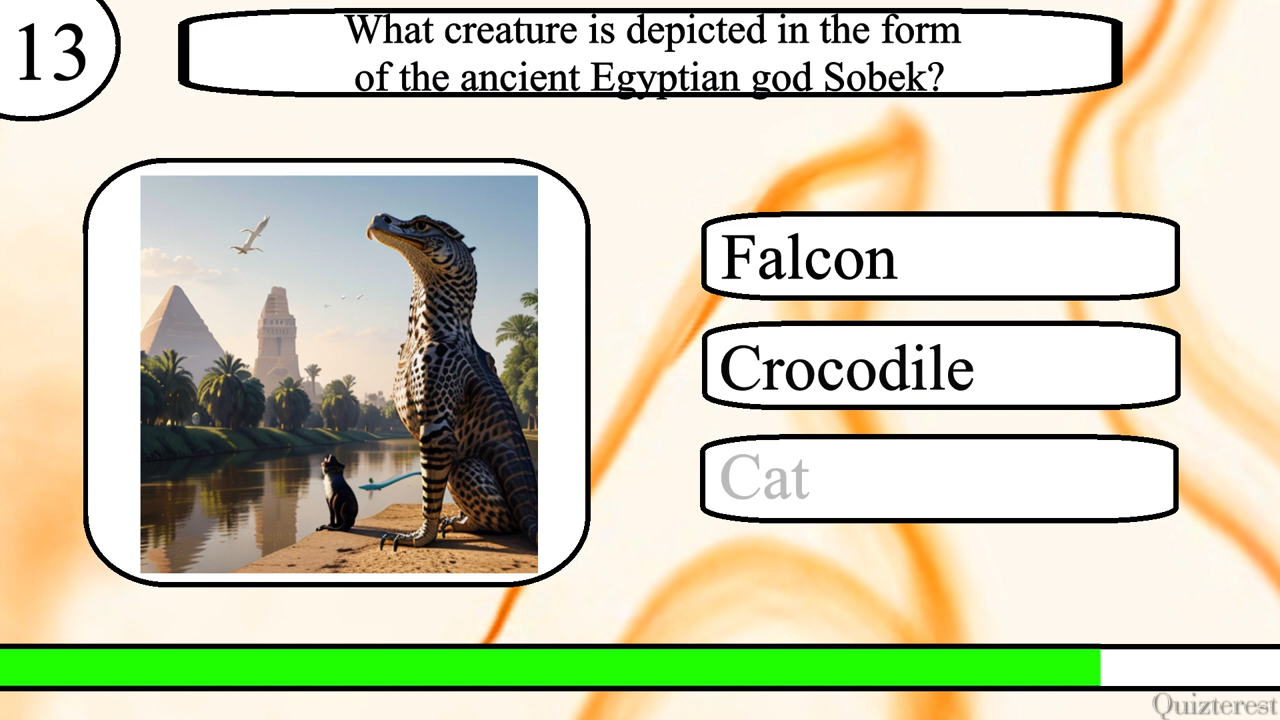 13
What creature is depicted in the form
of the ancient Egyptian god Sobek?
Falcon
Crocodile
Cat
Quizterest